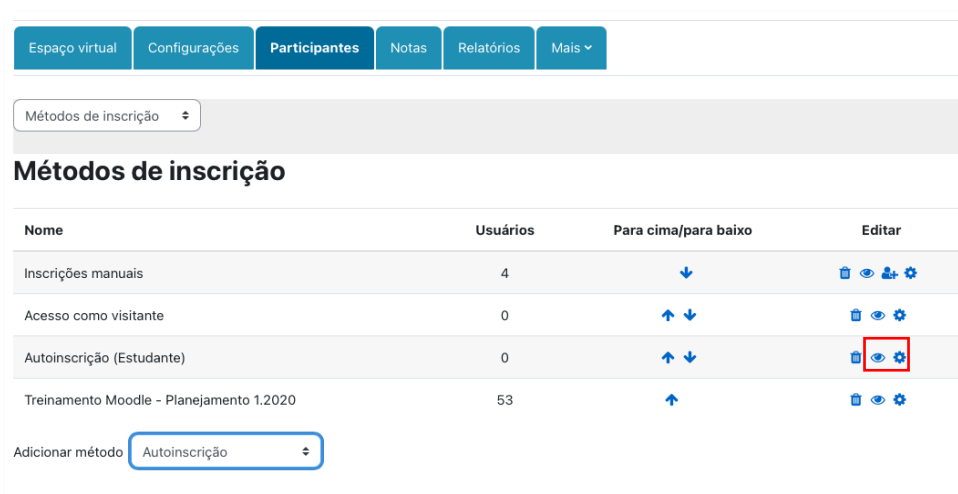 Espaço virtual Configurações Participantes Notas Relatórios Mais
Métodos de inscrição
Métodos de inscrição
Nome Usuários Para cima/para baixo Editar
Inscrições manuais 4
Acesso como visitante 0
Autoinscrição (Estudante) 0
Treinamento Moodle - Planejamento 1.2020 53
Adicionar método Autoinscrição